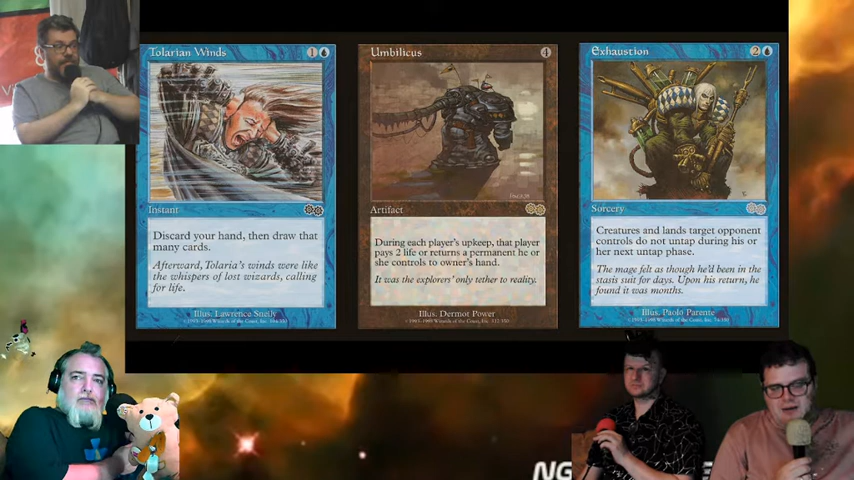 Tolarian Winds
1
Instant
Discard your hand, then draw that
many cards.
Afterward, Tolaria's winds were like
the whispers of lost wizards, calling
for life.
Illus. Lawrence Snelly
Umbilicus
4
Artifact
During each player's upkeep, that player
pays 2 life or returns a permanent he or
she controls to owner's hand.
It was the explorers' only tether to reality.
Illus. Dermot Power
Exhaustion
2
Sorcery
Creatures and lands target opponent
controls do not untap during his or
her next untap phase.
The mage felt as though he'd been in the
stasis suit for days. Upon his return, he
found it was months.
Illus. Paolo Parente
NG